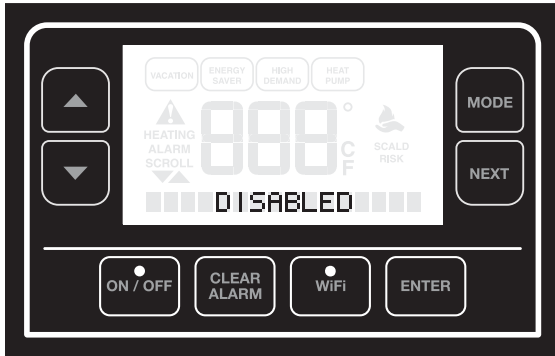 VACATION
ENERGY
SAVER
HIGH
DEMAND
HEAT
PUMP
HEATING
ALARM
SCROLL
888°
C
F
SCALD
RISK
DISABLED
MODE
NEXT
ON / OFF
CLEAR
ALARM
WiFi
ENTER